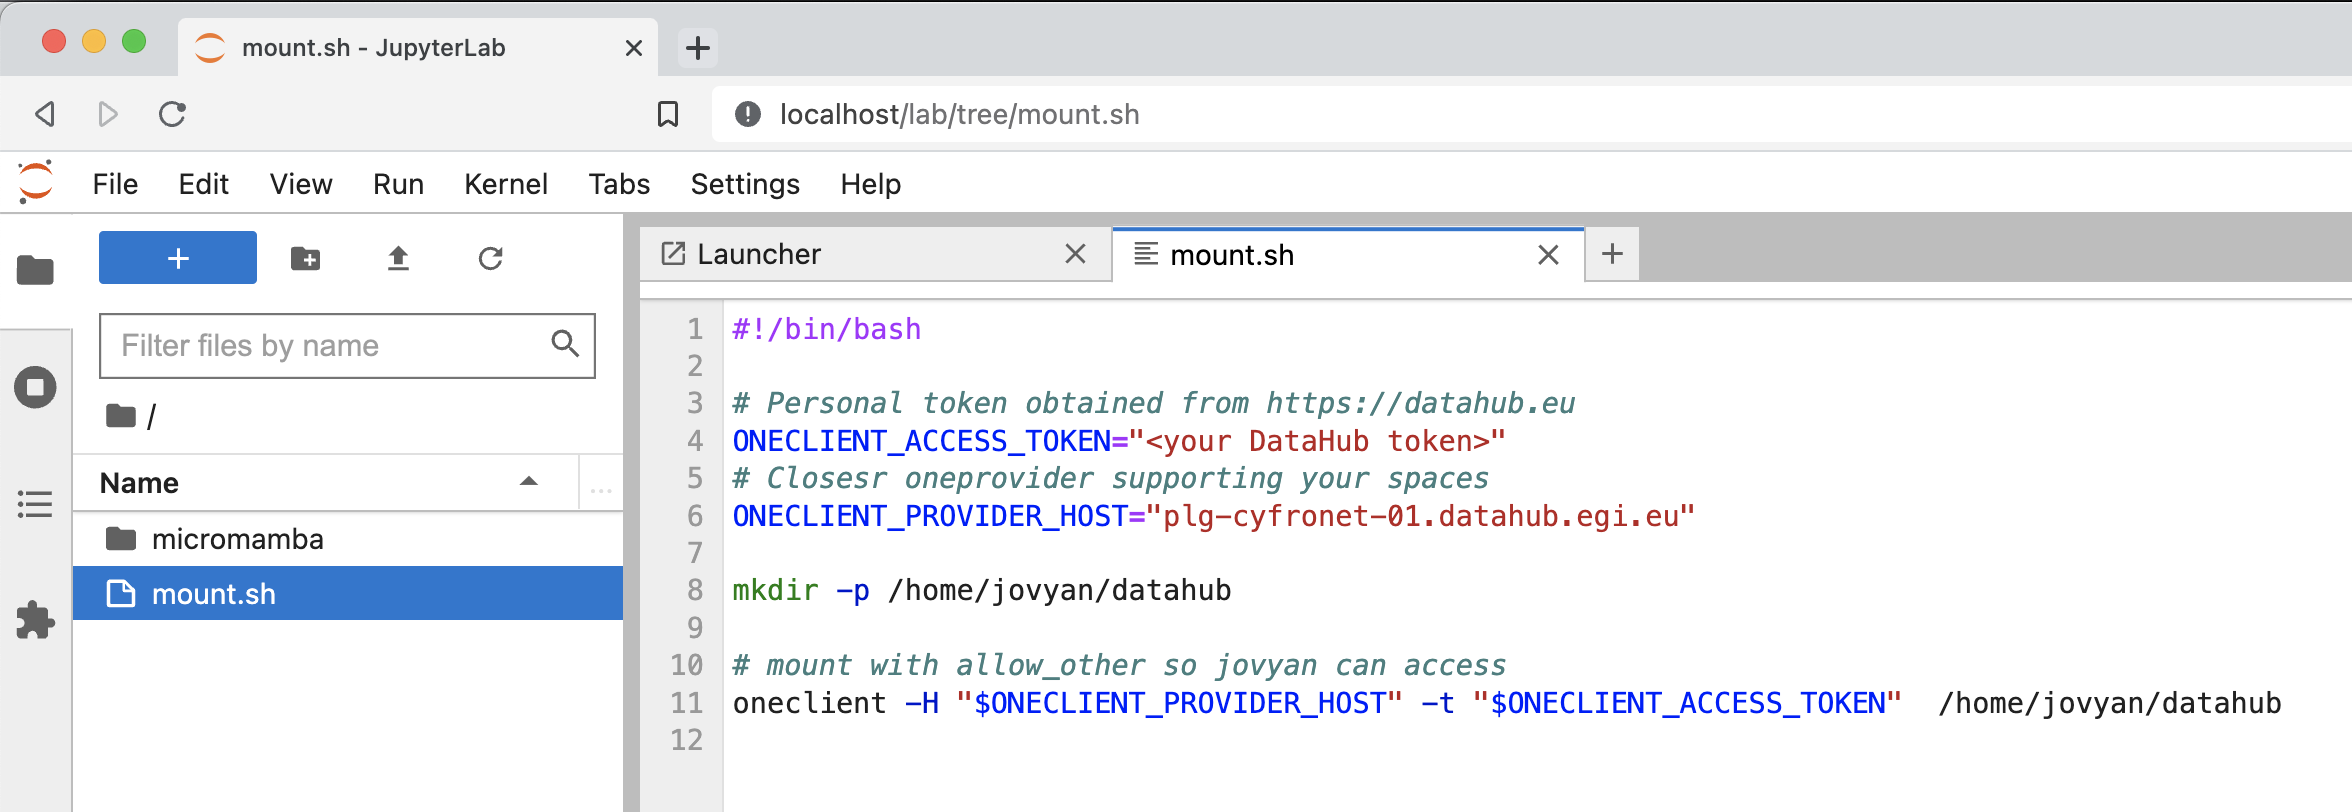 mount.sh - JupyterLab
localhost/lab/tree/mount.sh
File Edit View Run Kernel Tabs Settings Help
Launcher
mount.sh
Filter files by name
/
Name
...
micromamba
mount.sh
1 #!/bin/bash
2
3 # Personal token obtained from https://datahub.eu
4 ONECLIENT_ACCESS_TOKEN="<your DataHub token>"
5 # Closesr oneprovider supporting your spaces
6 ONECLIENT_PROVIDER_HOST="plg-cyfronet-01.datahub.egi.eu"
7
8 mkdir -p /home/jovyan/datahub
9
10 # mount with allow_other so jovyan can access
11 oneclient -H "$ONECLIENT_PROVIDER_HOST" -t "$ONECLIENT_ACCESS_TOKEN"  /home/jovyan/datahub
12